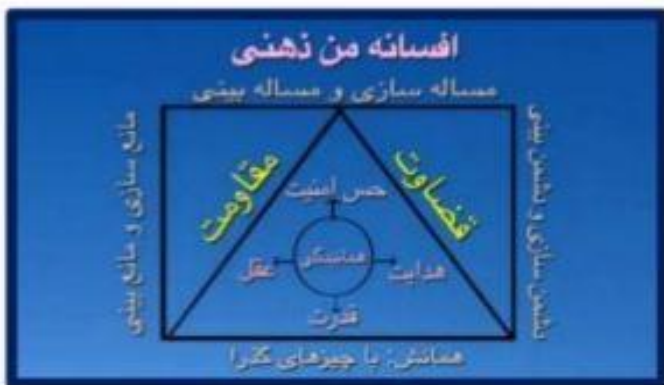 افسانه من ذهنی
مساله سازی و مساله بینی
مانع سازی و مانع بینی
دشمن سازی و دشمن بینی
مقاومت
قضاوت
حس امنیت
عقل
همانیدگی
هدایت
قدرت
همانش: با چیزهای گذرا